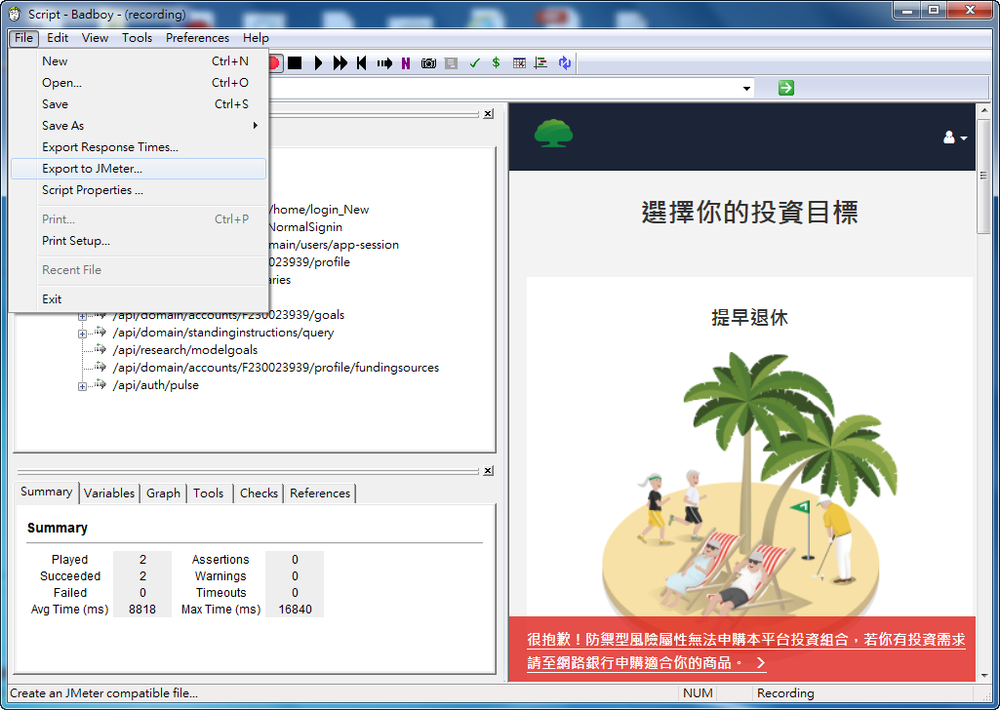 Script - Badboy - (recording)
File Edit View Tools Preferences Help
New Ctrl+N
Open... Ctrl+O
Save Ctrl+S
Save As
Export Response Times...
Export to JMeter...
Script Properties ...
Print... Ctrl+P
Print Setup...
Recent File
Exit
N $
/home/login_New
NormalSignin
main/users/app-session
023939/profile
aries
/api/domain/accounts/F230023939/goals
/api/domain/standinginstructions/query
/api/research/modelgoals
/api/domain/accounts/F230023939/profile/fundingsources
/api/auth/pulse
Summary Variables Graph Tools Checks References
Summary
Played 2 Assertions 0
Succeeded 2 Warnings 0
Failed 0 Timeouts 0
Avg Time (ms) 8818 Max Time (ms) 16840
選擇你的投資目標
提早退休
很抱歉！防禦型風險屬性無法申購本平台投資組合，若你有投資需求
請至網路銀行申購適合你的商品。 >
Create an JMeter compatible file... NUM Recording